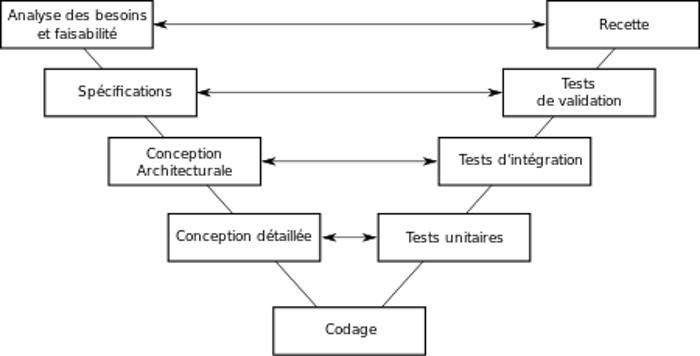 Analyse des besoins
et faisabilité
Recette
Spécifications
Tests
de validation
Conception
Architecturale
Tests d'intégration
Conception détaillée
Tests unitaires
Codage